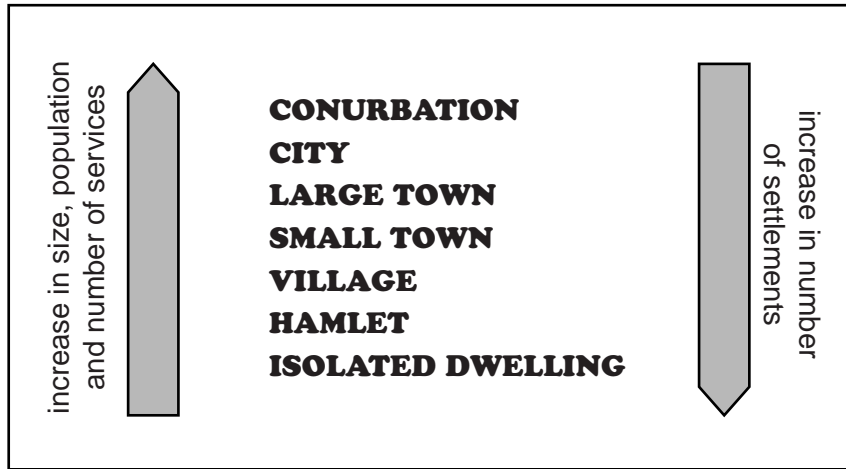 increase in size, population
and number of services
CONURBATION
CITY
LARGE TOWN
SMALL TOWN
VILLAGE
HAMLET
ISOLATED DWELLING
increase in number
of settlements